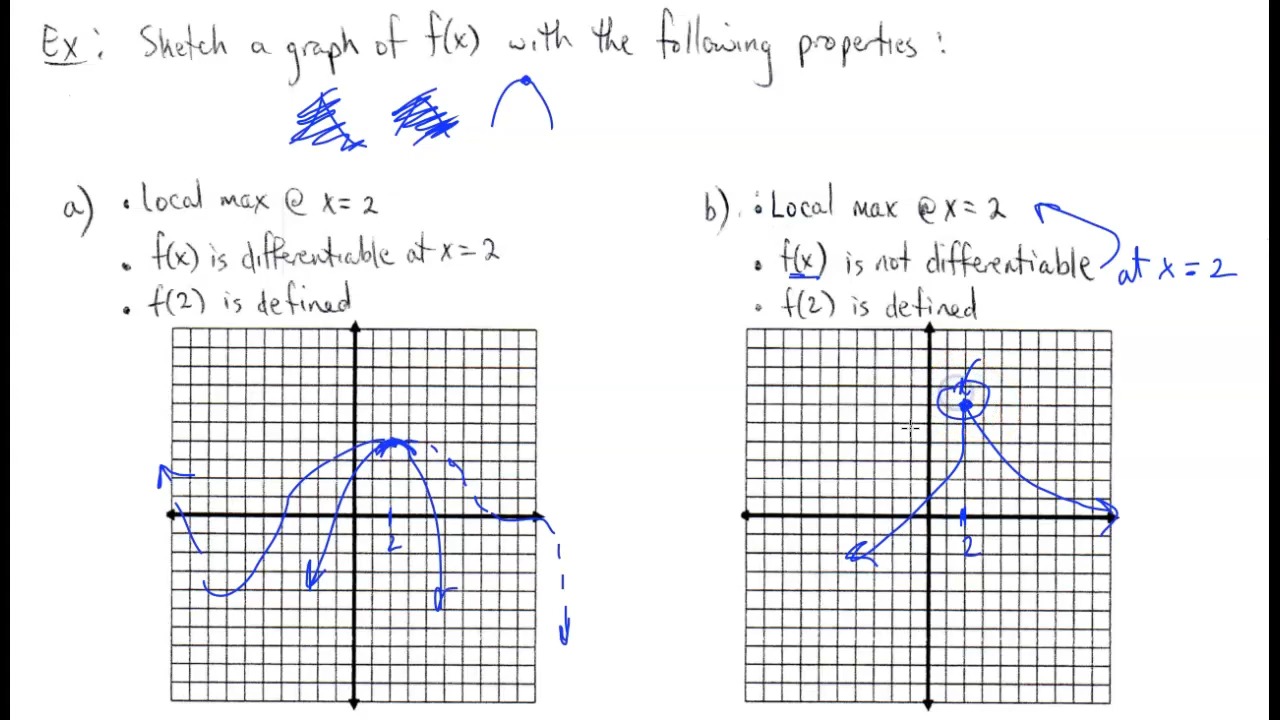 Ex: Sketch a graph of f(x) with the following properties:
a) • Local max @ x=2
• f(x) is differentiable at x=2
• f(2) is defined
2
b) • Local max @ x=2
• f(x) is not differentiable at x=2
• f(2) is defined
2